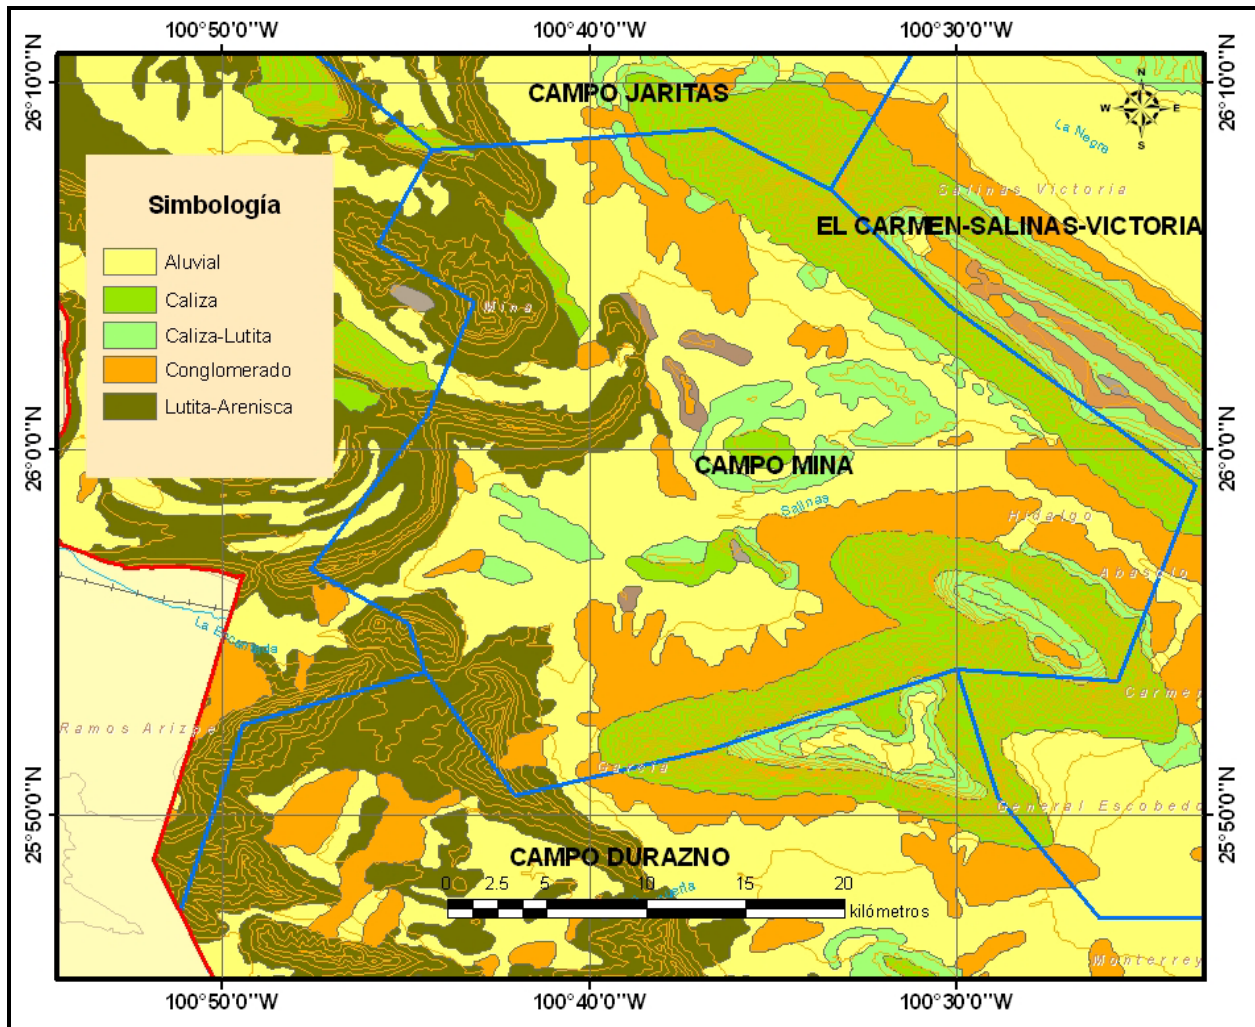 100°50'0"W 100°40'0"W 100°30'0"W
26°10'0"N
26°10'0"N
CAMPO JARITAS
N
W E
S
La Negra
Salinas Victoria
Simbología
EL CARMEN-SALINAS-VICTORIA
Aluvial
Caliza
Mina
Caliza-Lutita
Conglomerado
Lutita-Arenisca
26°0'0"N
26°0'0"N
CAMPO MINA
Salinas
Hidalgo
Abasolo
La Encantada
Carmen
Ramos Arizpe
García
General Escobedo
25°50'0"N
25°50'0"N
CAMPO DURAZNO
0 2.5 5 10 15 20
kilómetros
Monterrey
100°50'0"W 100°40'0"W 100°30'0"W